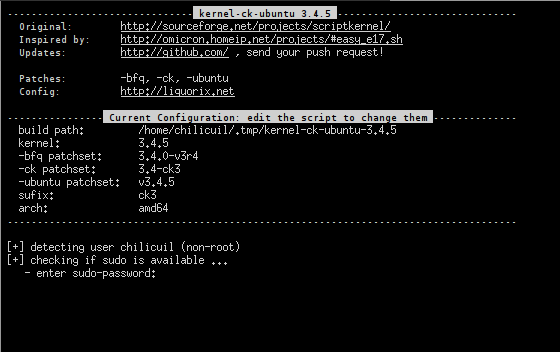 --------------------------------- kernel-ck-ubuntu 3.4.5 ---------------------------------
Original: http://sourceforge.net/projects/scriptkernel/
Inspired by: http://omicron.homeip.net/projects/#easy_e17.sh
Updates: http://github.com/ , send your push request!
Patches: -bfq, -ck, -ubuntu
Config: http://liquorix.net
---------------- Current Configuration: edit the script to change them ---------------
build path: /home/chilicuil/.tmp/kernel-ck-ubuntu-3.4.5
kernel: 3.4.5
-bfq patchset: 3.4.0-v3r4
-ck patchset: 3.4-ck3
-ubuntu patchset: v3.4.5
sufix: ck3
arch: amd64
---------------------------------------------------------------------------------------
[+] detecting user chilicuil (non-root)
[+] checking if sudo is available ...
- enter sudo-password: